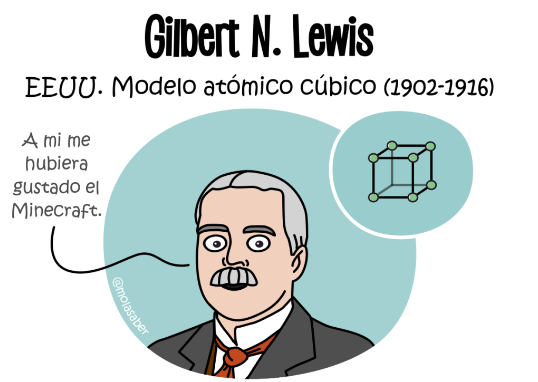 Gilbert N. Lewis
EEUU. Modelo atómico cúbico (1902-1916)
A mi me
hubiera
gustado el
Minecraft.
@molasaber